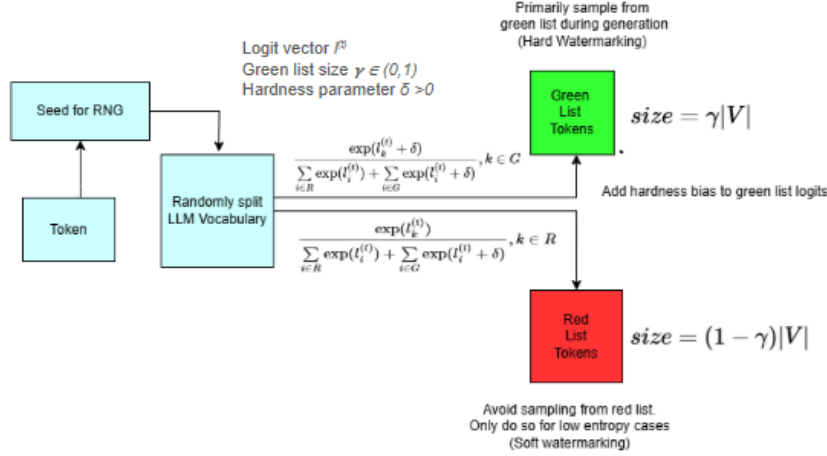 Primarily sample from
green list during generation
(Hard Watermarking)
Logit vector l^(t)
Green list size γ ∈ (0,1)
Hardness parameter δ >0
Seed for RNG
Green
List
Tokens
size = γ|V|
exp(l_k^(t) + δ) / (∑_{i∈R} exp(l_i^(t)) + ∑_{i∈G} exp(l_i^(t) + δ)), k ∈ G
Randomly split
LLM Vocabulary
Add hardness bias to green list logits
Token
exp(l_k^(t)) / (∑_{i∈R} exp(l_i^(t)) + ∑_{i∈G} exp(l_i^(t) + δ)), k ∈ R
Red
List
Tokens
size = (1 − γ)|V|
Avoid sampling from red list.
Only do so for low entropy cases
(Soft watermarking)